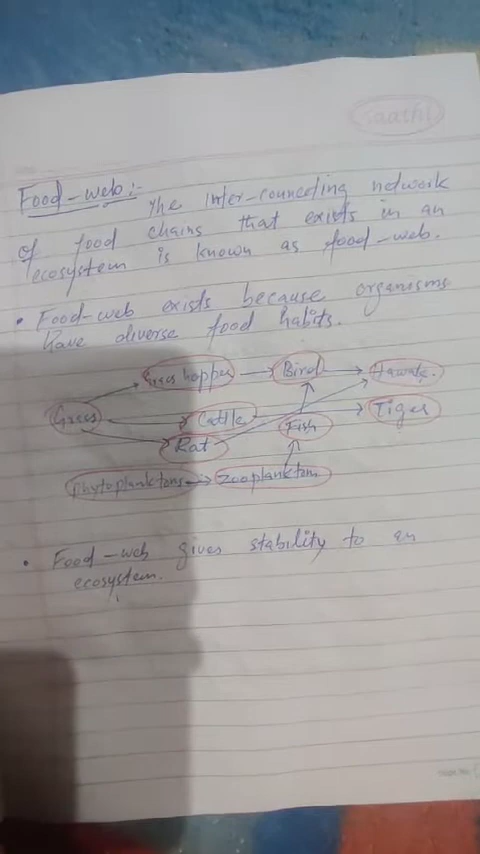 Saathi
Food-web:- The inter-connecting network
of food chains that exists in an
ecosystem is known as food-web.
• Food-web exists because organisms
have diverse food habits.
Grass hopper Bird Hawk.
Grass Cattle Fish Tiger
Rat
Phytoplanktons Zooplankton
• Food-web gives stability to an
ecosystem.